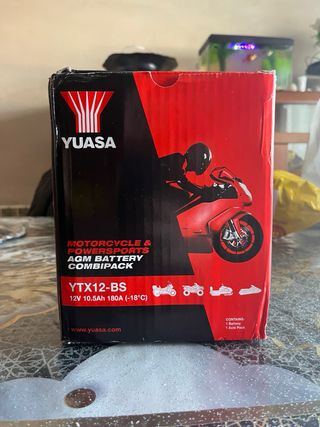 YUASA
MOTORCYCLE &
POWERSPORTS
AGM BATTERY
COMBIPACK
YTX12-BS
12V 10.5Ah 180A (-18°C)
www.yuasa.com
CONTAINS:
1 Battery
1 Acid Pack